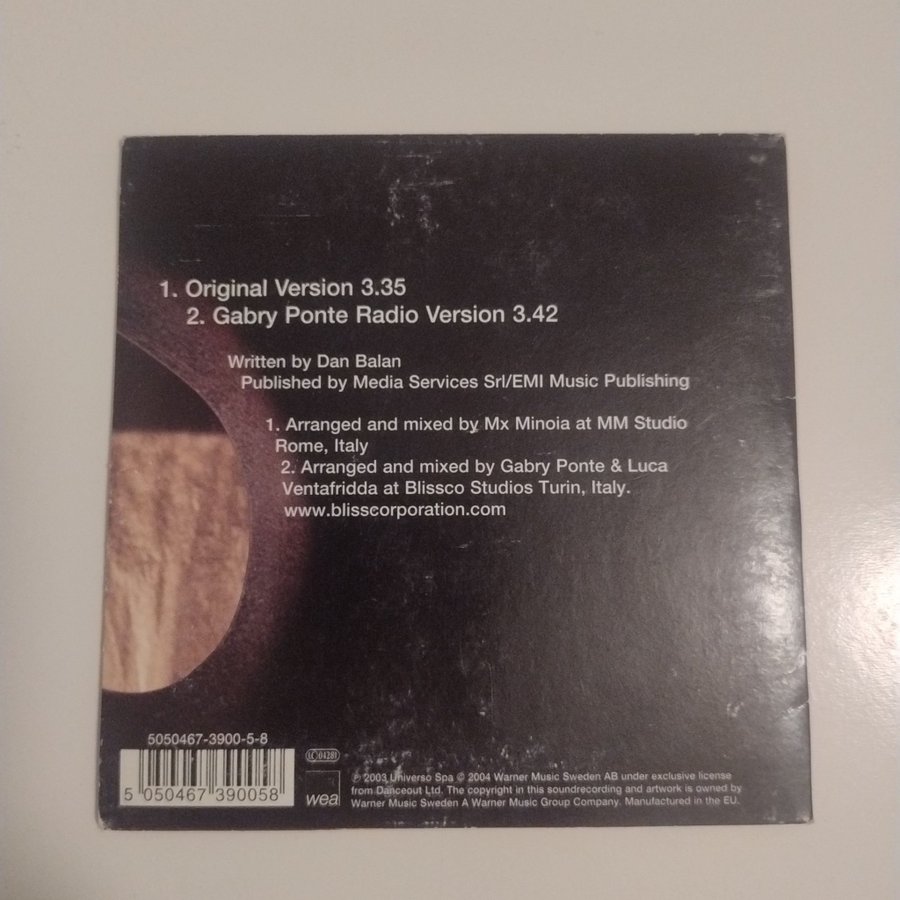 1. Original Version 3.35
2. Gabry Ponte Radio Version 3.42
Written by Dan Balan
Published by Media Services Srl/EMI Music Publishing
1. Arranged and mixed by Mx Minoia at MM Studio
Rome, Italy
2. Arranged and mixed by Gabry Ponte & Luca
Ventafridda at Blissco Studios Turin, Italy.
www.blisscorporation.com
5050467-3900-5-8
5 050467 390058
LC 04281
wea
℗ 2003 Universo Spa © 2004 Warner Music Sweden AB under exclusive license
from Danceout Ltd. The copyright in this soundrecording and artwork is owned by
Warner Music Sweden A Warner Music Group Company. Manufactured in the EU.